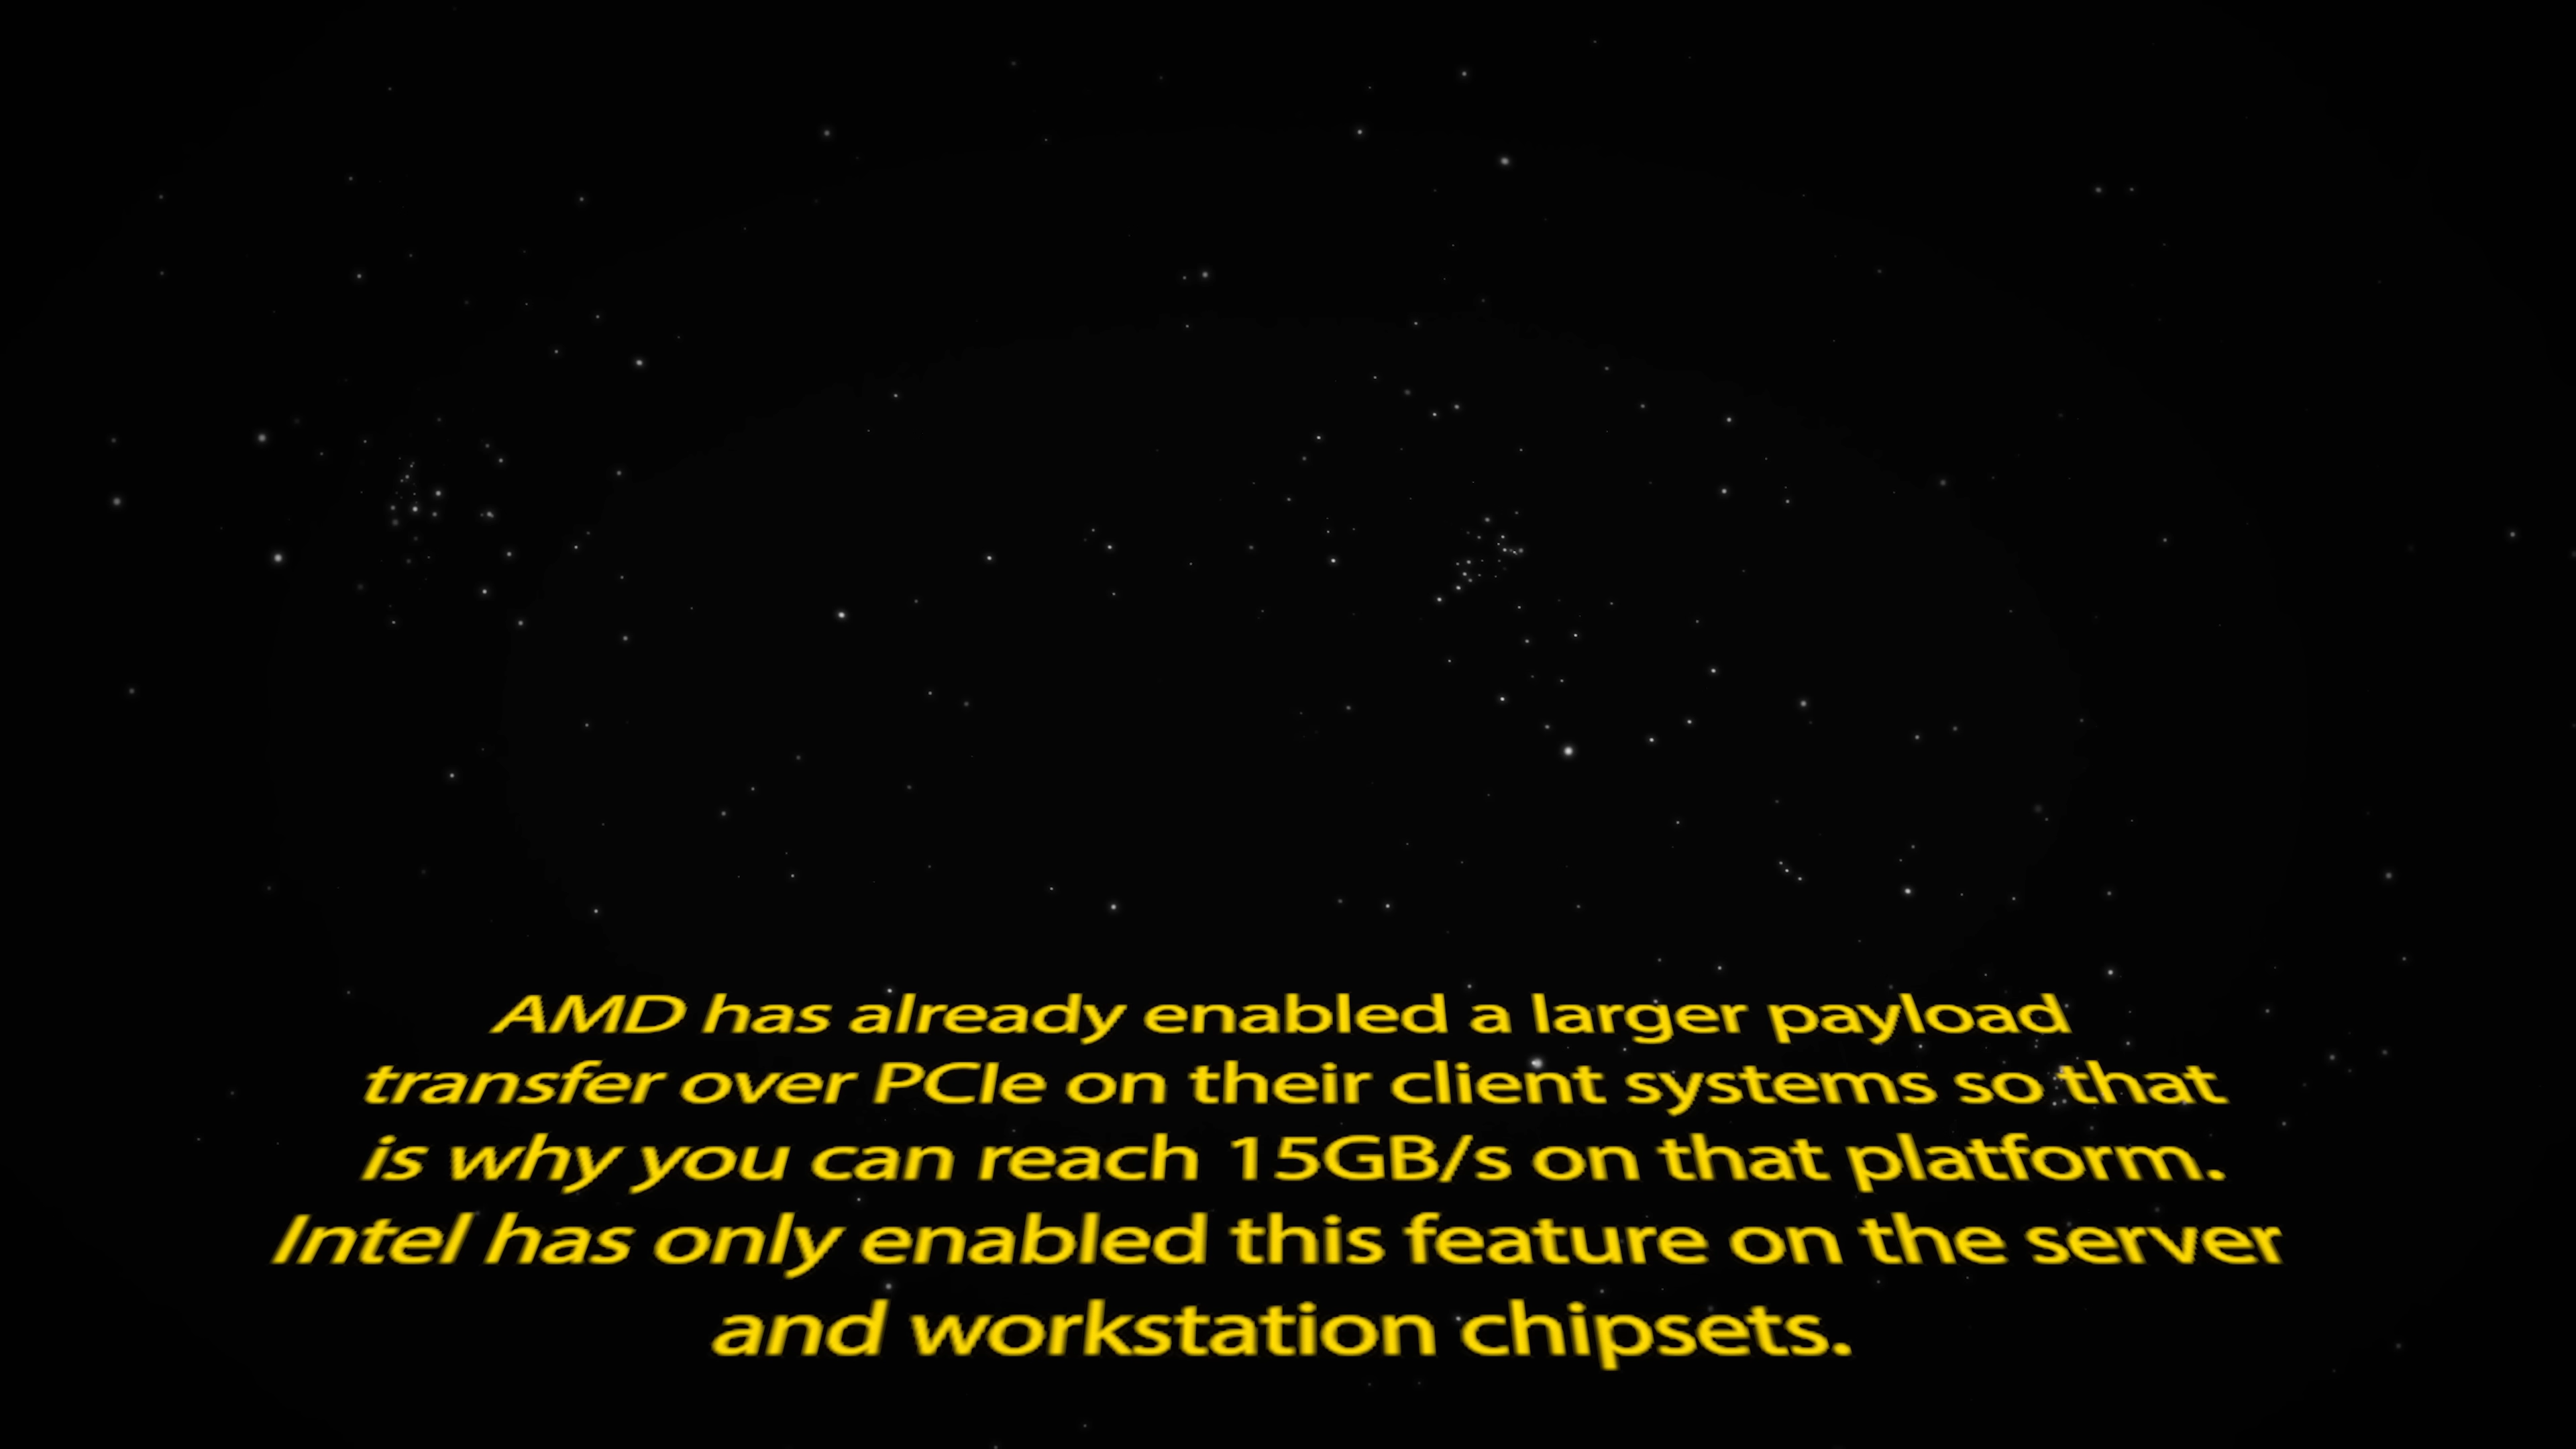 AMD has already enabled a larger payload
transfer over PCIe on their client systems so that
is why you can reach 15GB/s on that platform.
Intel has only enabled this feature on the server
and workstation chipsets.